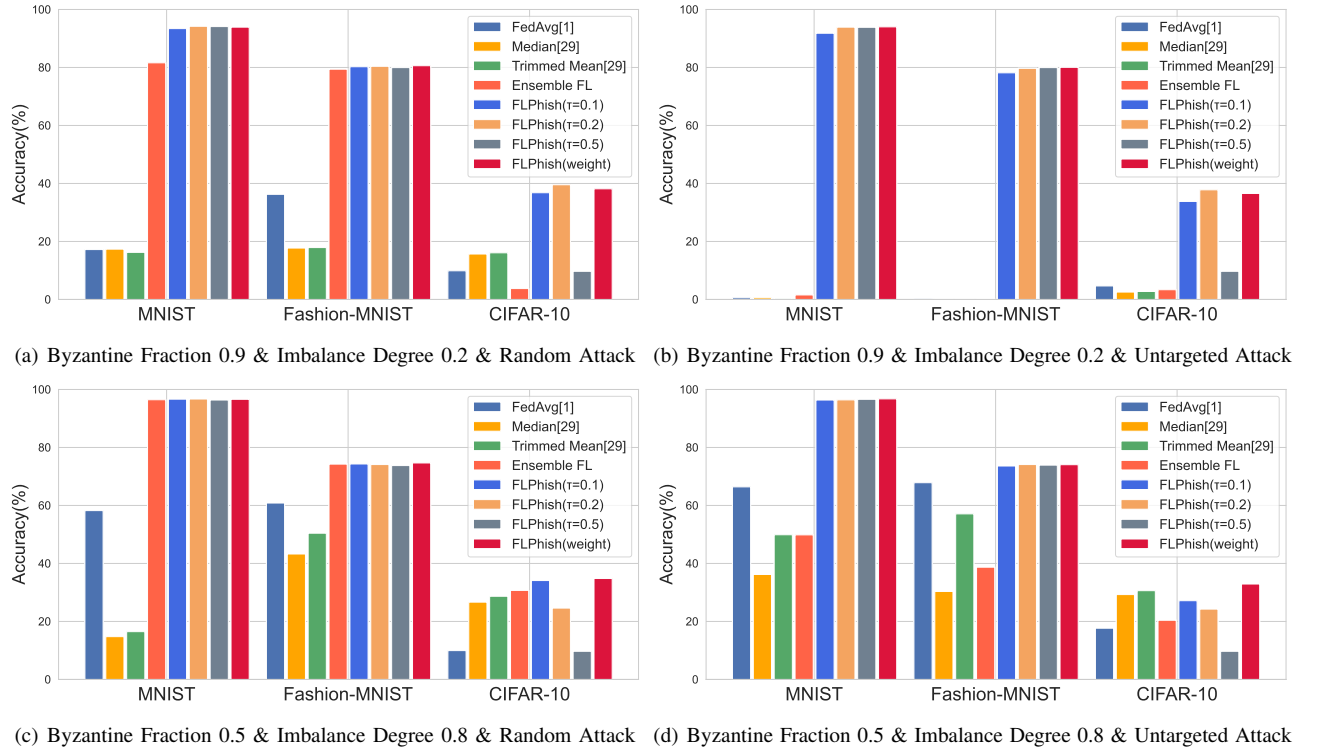 100
80
60
40
20
0
Accuracy(%)
FedAvg[1]
Median[29]
Trimmed Mean[29]
Ensemble FL
FLPhish(τ=0.1)
FLPhish(τ=0.2)
FLPhish(τ=0.5)
FLPhish(weight)
MNIST Fashion-MNIST CIFAR-10
(a) Byzantine Fraction 0.9 & Imbalance Degree 0.2 & Random Attack
100
80
60
40
20
0
Accuracy(%)
FedAvg[1]
Median[29]
Trimmed Mean[29]
Ensemble FL
FLPhish(τ=0.1)
FLPhish(τ=0.2)
FLPhish(τ=0.5)
FLPhish(weight)
MNIST Fashion-MNIST CIFAR-10
(b) Byzantine Fraction 0.9 & Imbalance Degree 0.2 & Untargeted Attack
100
80
60
40
20
0
Accuracy(%)
FedAvg[1]
Median[29]
Trimmed Mean[29]
Ensemble FL
FLPhish(τ=0.1)
FLPhish(τ=0.2)
FLPhish(τ=0.5)
FLPhish(weight)
MNIST Fashion-MNIST CIFAR-10
(c) Byzantine Fraction 0.5 & Imbalance Degree 0.8 & Random Attack
100
80
60
40
20
0
Accuracy(%)
FedAvg[1]
Median[29]
Trimmed Mean[29]
Ensemble FL
FLPhish(τ=0.1)
FLPhish(τ=0.2)
FLPhish(τ=0.5)
FLPhish(weight)
MNIST Fashion-MNIST CIFAR-10
(d) Byzantine Fraction 0.5 & Imbalance Degree 0.8 & Untargeted Attack